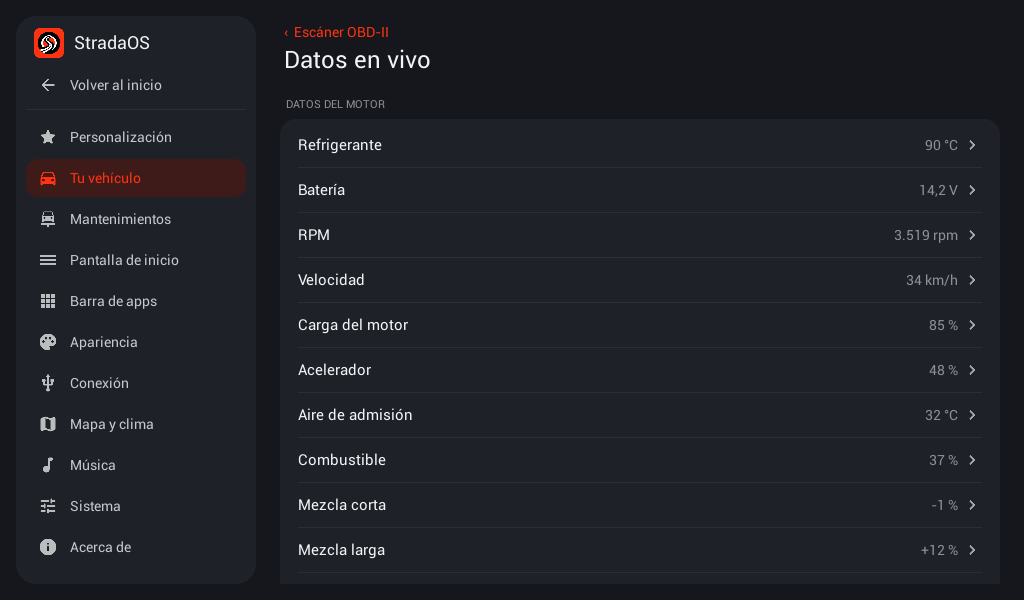 StradaOS
Volver al inicio
Personalización
Tu vehículo
Mantenimientos
Pantalla de inicio
Barra de apps
Apariencia
Conexión
Mapa y clima
Música
Sistema
Acerca de
‹ Escáner OBD-II
Datos en vivo
DATOS DEL MOTOR
Refrigerante 90 °C
Batería 14,2 V
RPM 3.519 rpm
Velocidad 34 km/h
Carga del motor 85 %
Acelerador 48 %
Aire de admisión 32 °C
Combustible 37 %
Mezcla corta -1 %
Mezcla larga +12 %